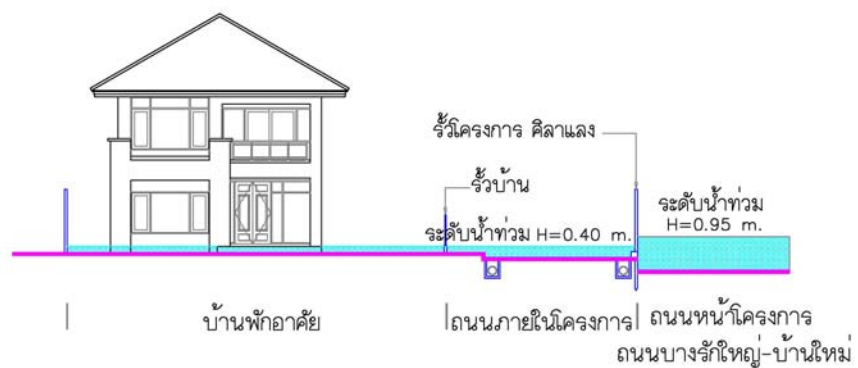 รั้วโครงการ ศิลาแลง
รั้วบ้าน
ระดับน้ำท่วม H=0.40 m.
ระดับน้ำท่วม
H=0.95 m.
บ้านพักอาศัย
ถนนภายในโครงการ
ถนนหน้าโครงการ
ถนนบางรักใหญ่-บ้านใหม่